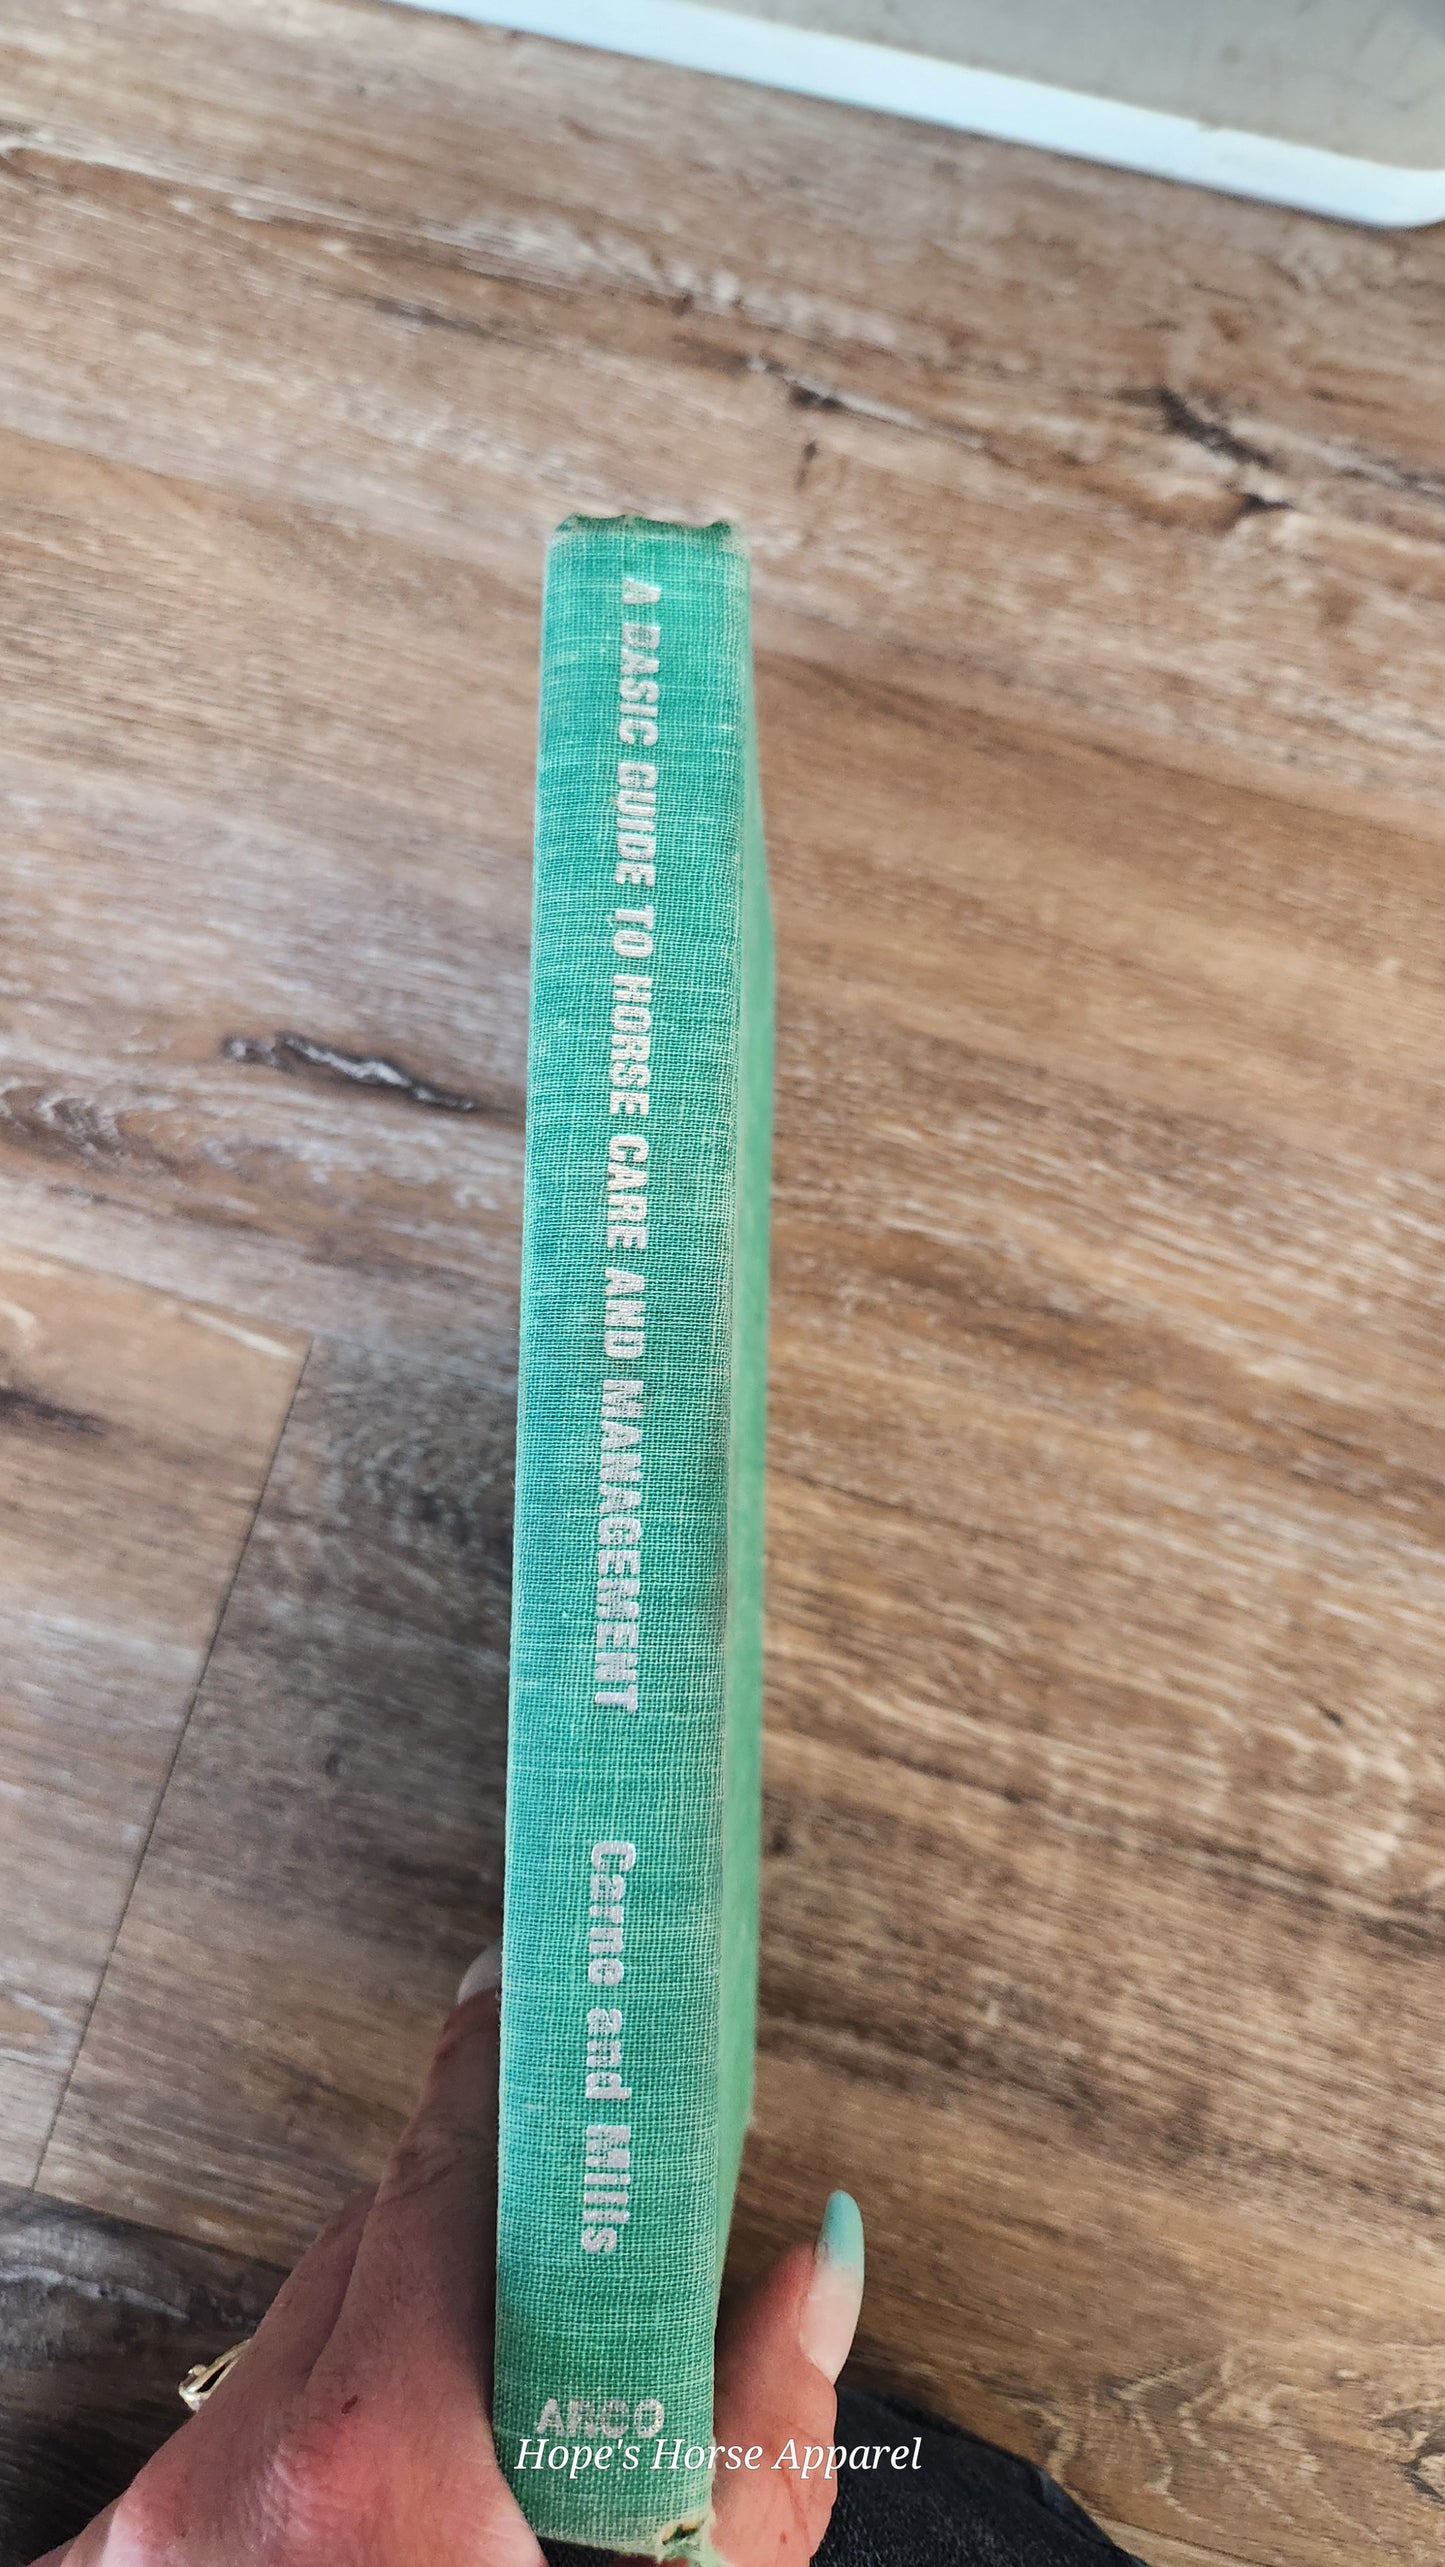 A BASIC GUIDE TO HORSE CARE AND MANAGEMENT
Carne and Mills
ARCO
Hope's Horse Apparel